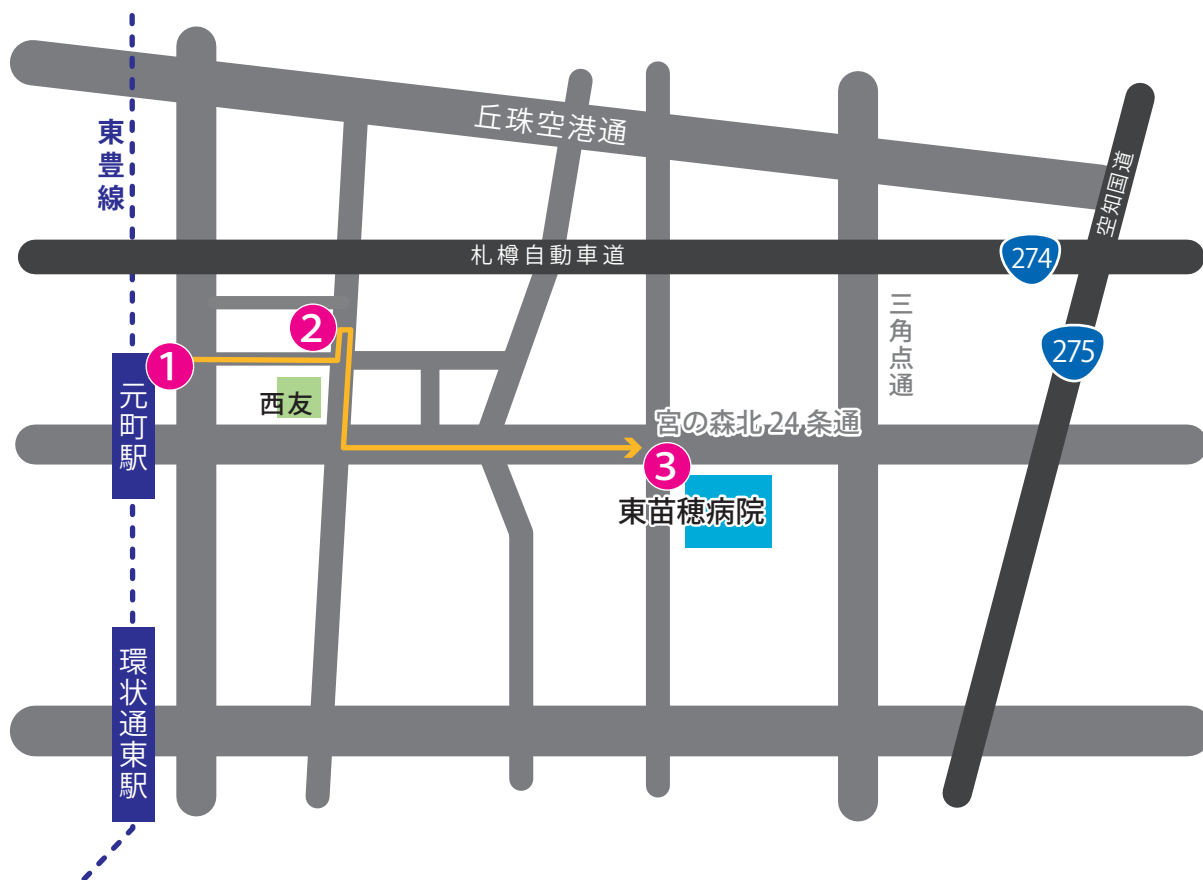 丘珠空港通
東豊線
空知国道
札樽自動車道
274
三角点通
2
1
275
元町駅
西友
宮の森北24条通
3
東苗穂病院
環状通東駅